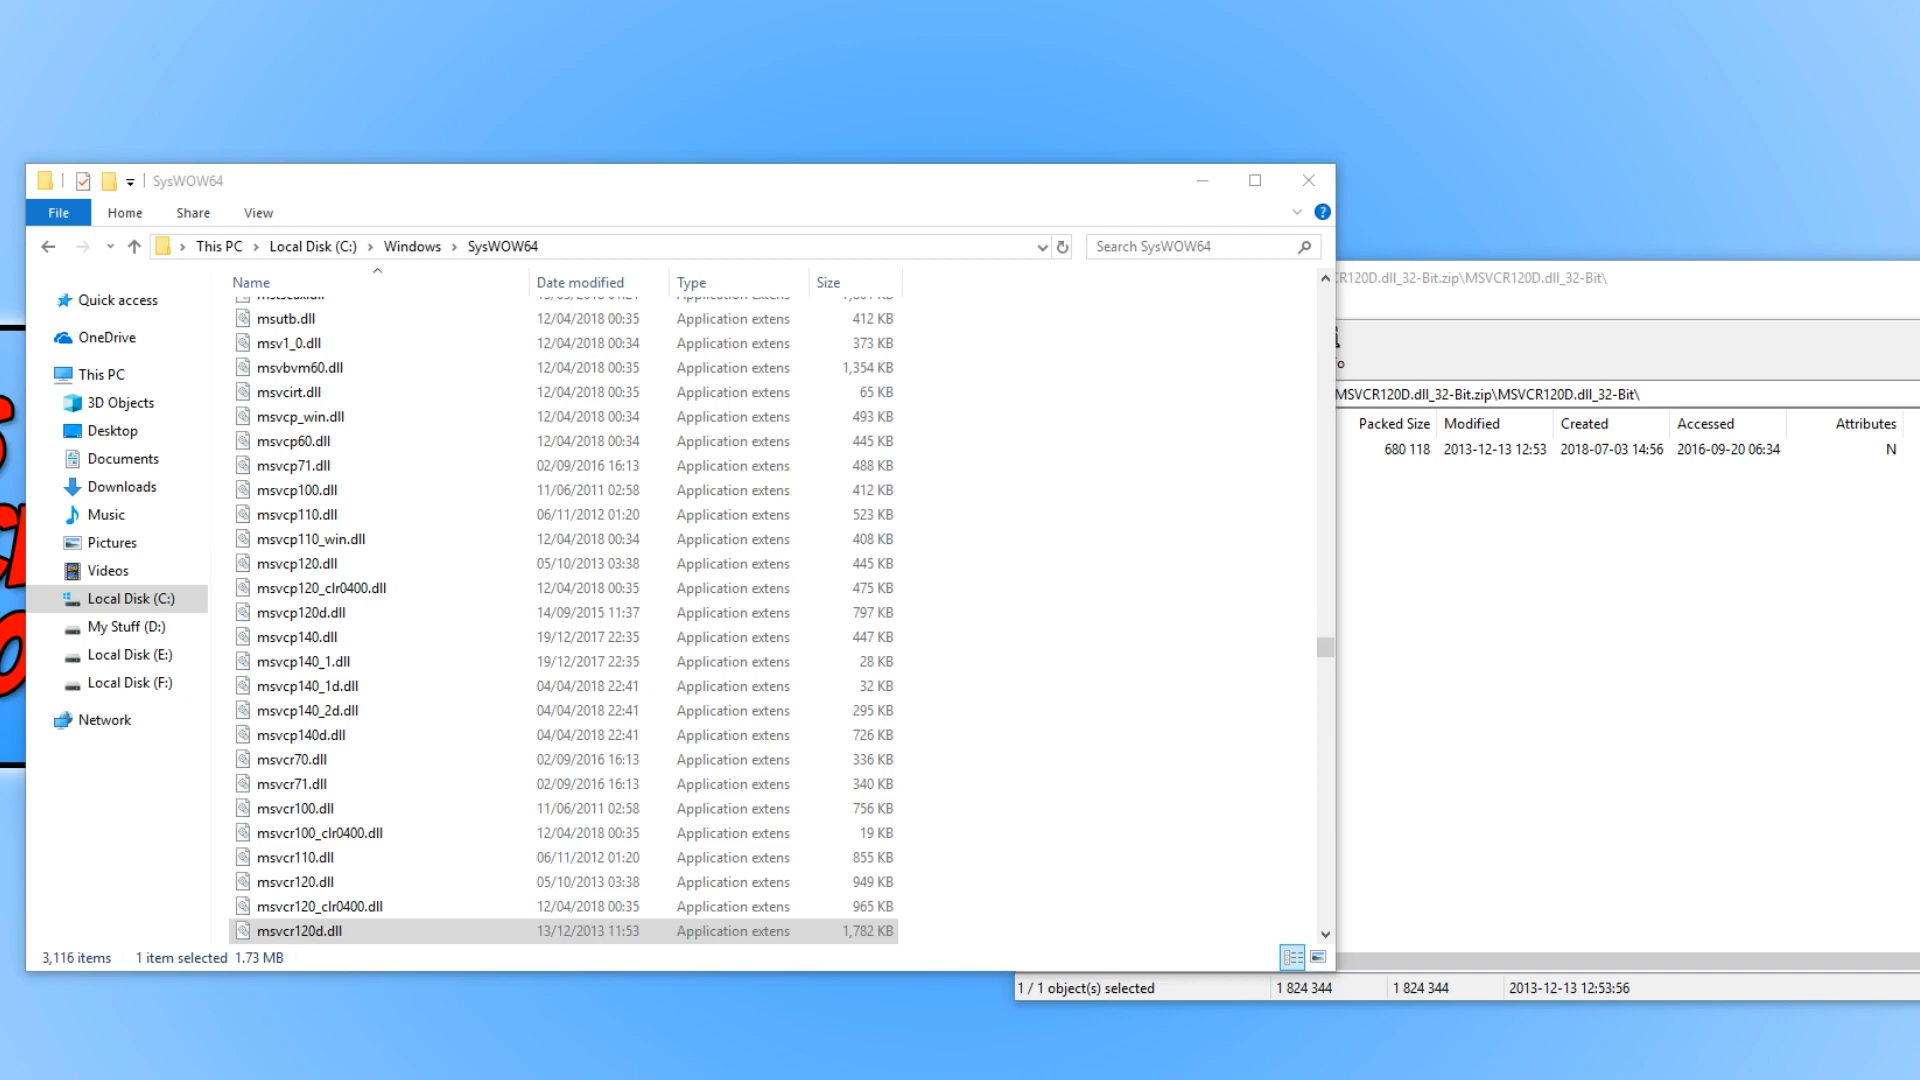 SysWOW64
File Home Share View
This PC Local Disk (C:) Windows SysWOW64
Search SysWOW64
Quick access
OneDrive
This PC
3D Objects
Desktop
Documents
Downloads
Music
Pictures
Videos
Local Disk (C:)
My Stuff (D:)
Local Disk (E:)
Local Disk (F:)
Network
Name Date modified Type Size
msutb.dll 12/04/2018 00:35 Application extens 412 KB
msv1_0.dll 12/04/2018 00:34 Application extens 373 KB
msvbvm60.dll 12/04/2018 00:35 Application extens 1,354 KB
msvcirt.dll 12/04/2018 00:35 Application extens 65 KB
msvcp_win.dll 12/04/2018 00:34 Application extens 493 KB
msvcp60.dll 12/04/2018 00:34 Application extens 445 KB
msvcp71.dll 02/09/2016 16:13 Application extens 488 KB
msvcp100.dll 11/06/2011 02:58 Application extens 412 KB
msvcp110.dll 06/11/2012 01:20 Application extens 523 KB
msvcp110_win.dll 12/04/2018 00:34 Application extens 408 KB
msvcp120.dll 05/10/2013 03:38 Application extens 445 KB
msvcp120_clr0400.dll 12/04/2018 00:35 Application extens 475 KB
msvcp120d.dll 14/09/2015 11:37 Application extens 797 KB
msvcp140.dll 19/12/2017 22:35 Application extens 447 KB
msvcp140_1.dll 19/12/2017 22:35 Application extens 28 KB
msvcp140_1d.dll 04/04/2018 22:41 Application extens 32 KB
msvcp140_2d.dll 04/04/2018 22:41 Application extens 295 KB
msvcp140d.dll 04/04/2018 22:41 Application extens 726 KB
msvcr70.dll 02/09/2016 16:13 Application extens 336 KB
msvcr71.dll 02/09/2016 16:13 Application extens 340 KB
msvcr100.dll 11/06/2011 02:58 Application extens 756 KB
msvcr100_clr0400.dll 12/04/2018 00:35 Application extens 19 KB
msvcr110.dll 06/11/2012 01:20 Application extens 855 KB
msvcr120.dll 05/10/2013 03:38 Application extens 949 KB
msvcr120_clr0400.dll 12/04/2018 00:35 Application extens 965 KB
msvcr120d.dll 13/12/2013 11:53 Application extens 1,782 KB
3,116 items 1 item selected 1.73 MB
CR120D.dll_32-Bit.zip\MSVCR120D.dll_32-Bit\
MSVCR120D.dll_32-Bit.zip\MSVCR120D.dll_32-Bit\
Packed Size Modified Created Accessed Attributes
680 118 2013-12-13 12:53 2018-07-03 14:56 2016-09-20 06:34 N
1 / 1 object(s) selected 1 824 344 1 824 344 2013-12-13 12:53:56